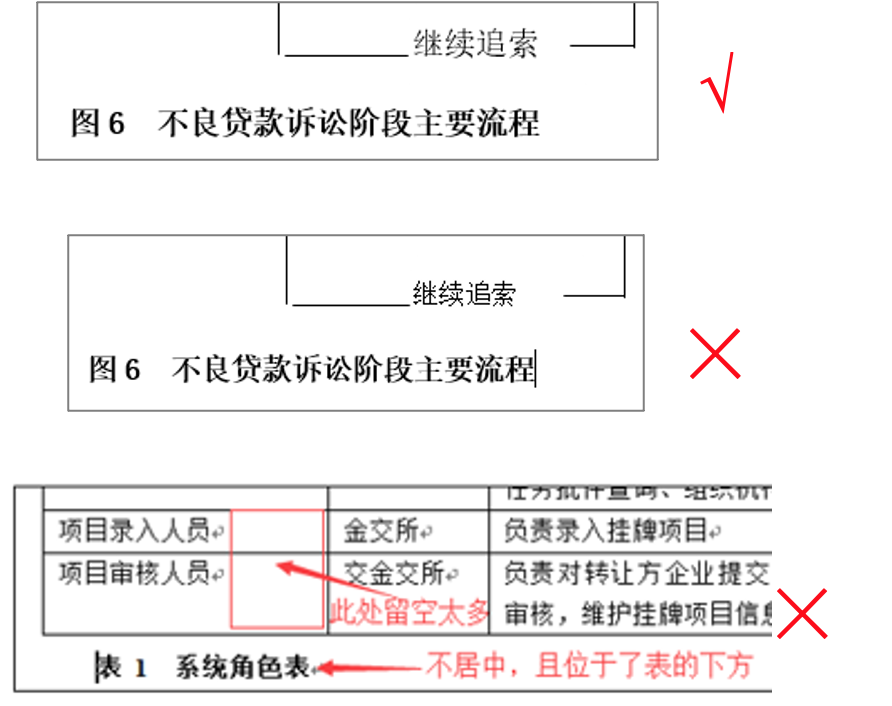 继续追索
图 6 不良贷款诉讼阶段主要流程
√
继续追索
图 6 不良贷款诉讼阶段主要流程
项目录入人员 金交所 负责录入挂牌项目
项目审核人员 交金交所 负责对转让方企业提交
此处留空太多 审核，维护挂牌项目信息
表 1 系统角色表 不居中，且位于了表的下方